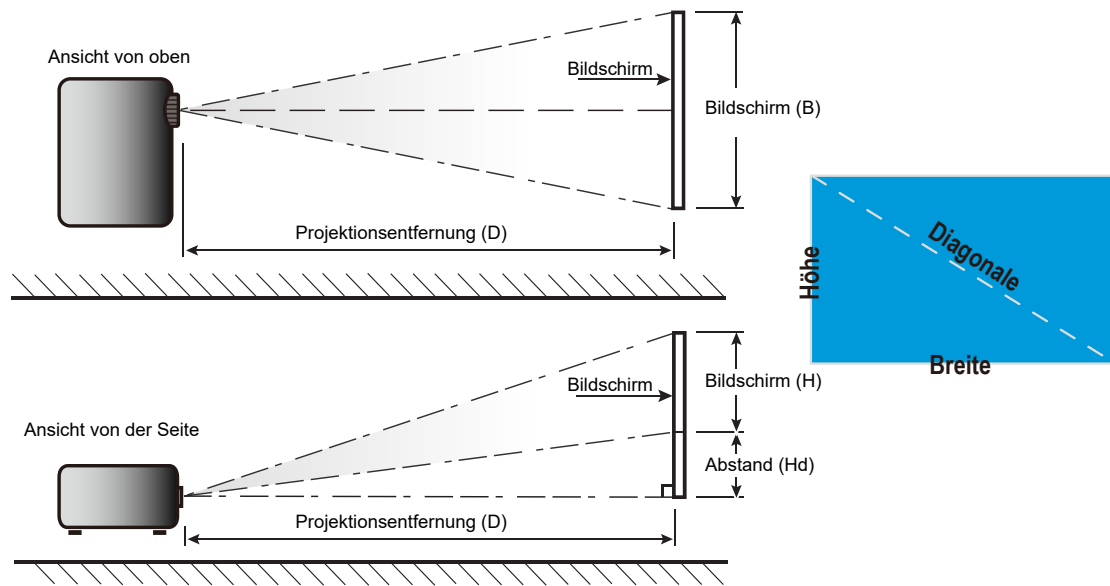 Ansicht von oben
Bildschirm
Bildschirm (B)
Projektionsentfernung (D)
Höhe
Diagonale
Breite
Ansicht von der Seite
Bildschirm
Bildschirm (H)
Abstand (Hd)
Projektionsentfernung (D)